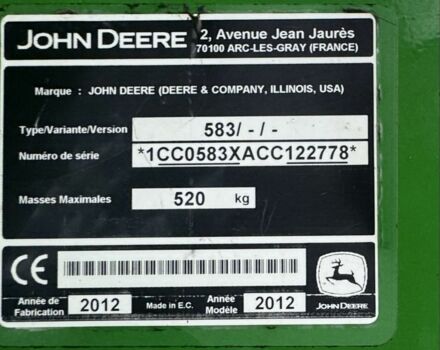 JOHN DEERE
2, Avenue Jean Jaurès
70100 ARC-LES-GRAY (FRANCE)
Marque : JOHN DEERE (DEERE & COMPANY, ILLINOIS, USA)
Type/Variante/Version 583/ - / -
Numéro de série *1CC0583XACC122778*
Masses Maximales 520 kg
CE
Année de Fabrication 2012 Made in E.C. Année Modèle 2012 JOHN DEERE